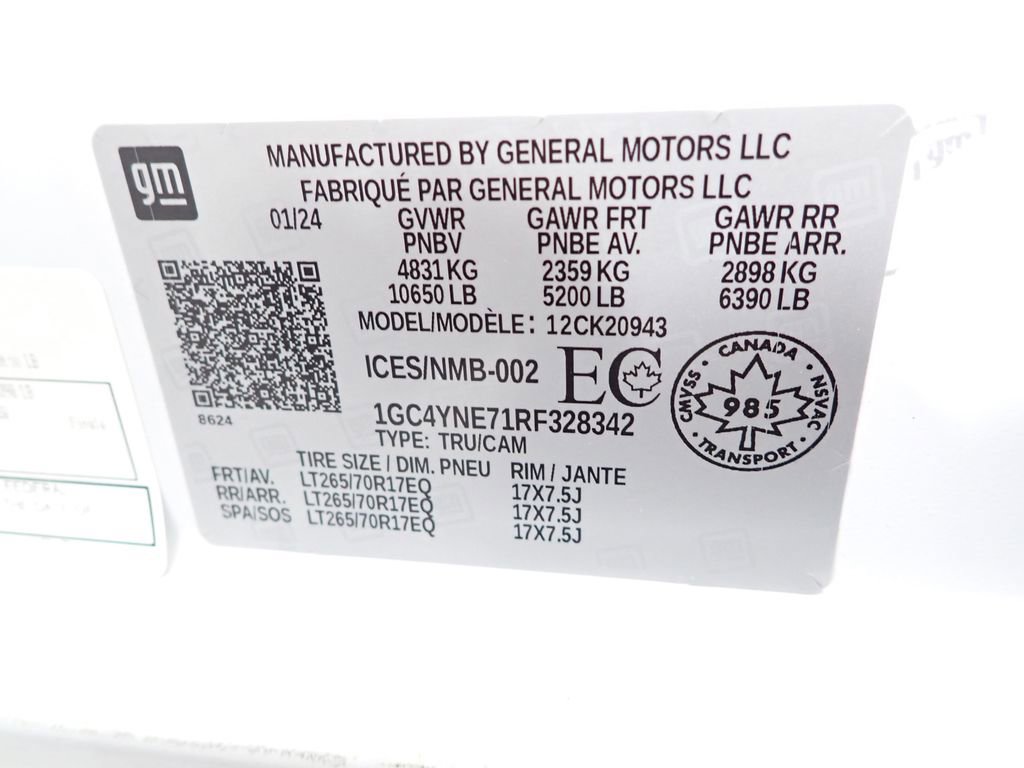 gm
MANUFACTURED BY GENERAL MOTORS LLC
FABRIQUÉ PAR GENERAL MOTORS LLC
01/24 GVWR GAWR FRT GAWR RR
PNBV PNBE AV. PNBE ARR.
4831 KG 2359 KG 2898 KG
10650 LB 5200 LB 6390 LB
MODEL/MODÈLE: 12CK20943
ICES/NMB-002 EC
CANADA
CMVSS 985 NSVAC
TRANSPORT
8624
1GC4YNE71RF328342
TYPE: TRU/CAM
TIRE SIZE / DIM. PNEU RIM / JANTE
FRT/AV. LT265/70R17EQ 17X7.5J
RR/ARR. LT265/70R17EQ 17X7.5J
SPA/SOS LT265/70R17EQ 17X7.5J